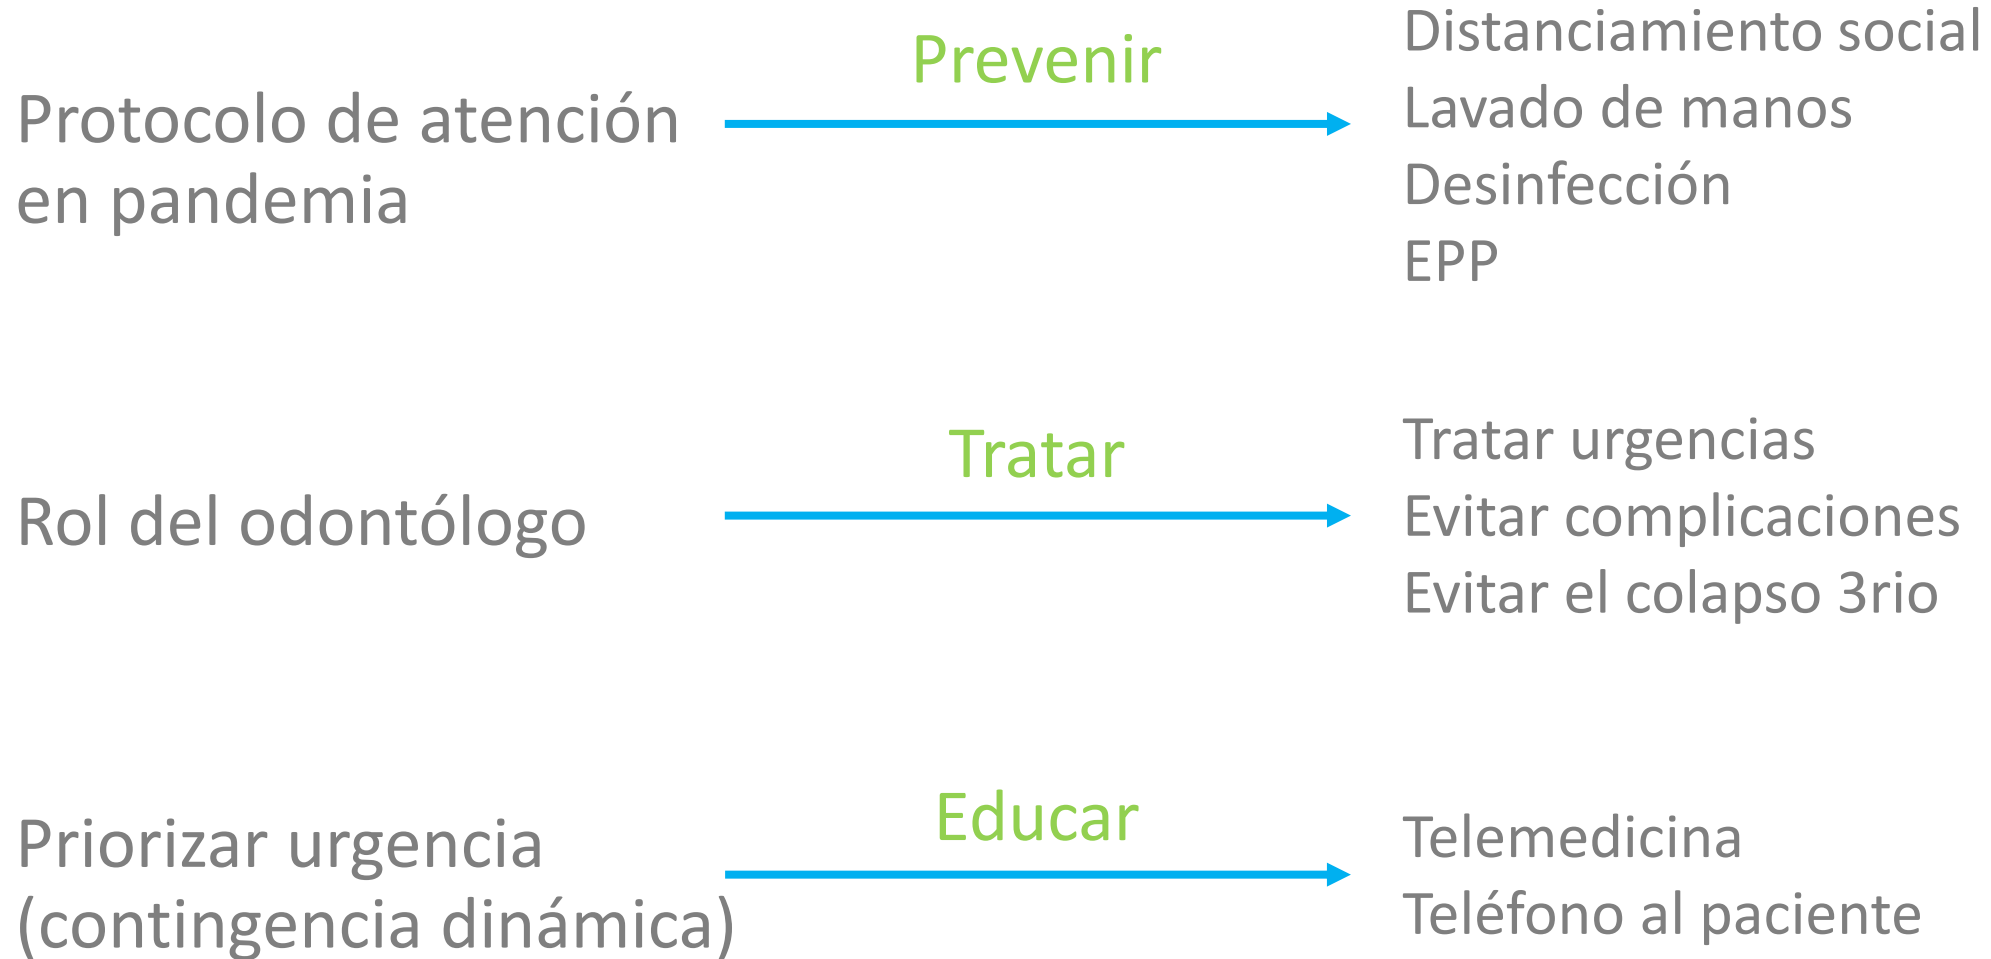 Protocolo de atención
en pandemia
Prevenir
Distanciamiento social
Lavado de manos
Desinfección
EPP
Rol del odontólogo
Tratar
Tratar urgencias
Evitar complicaciones
Evitar el colapso 3rio
Priorizar urgencia
(contingencia dinámica)
Educar
Telemedicina
Teléfono al paciente